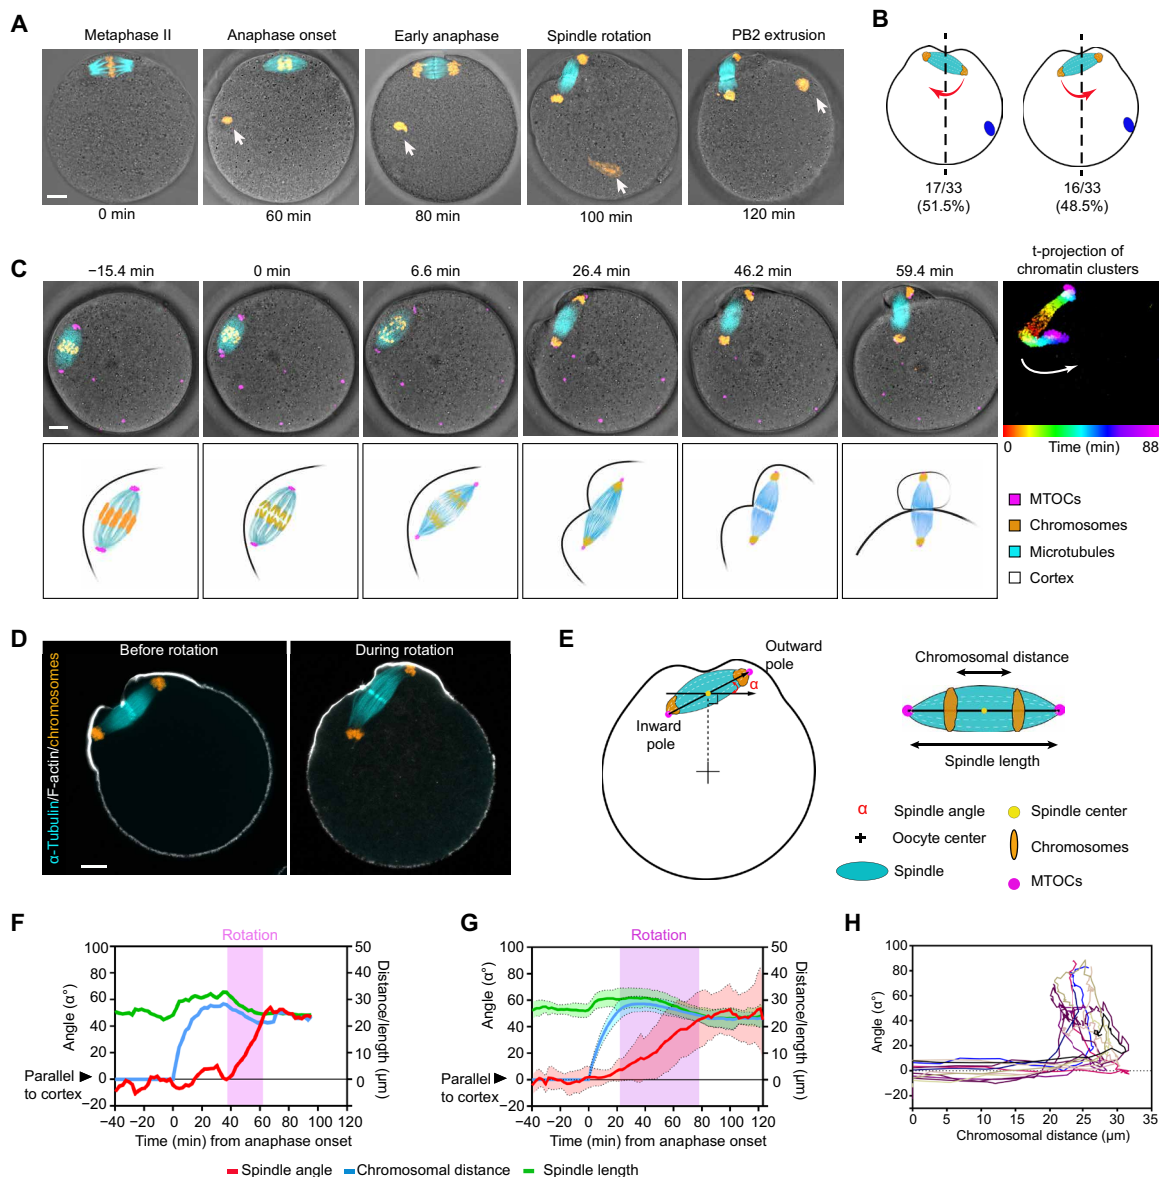 A
Metaphase II
Anaphase onset
Early anaphase
Spindle rotation
PB2 extrusion
0 min
60 min
80 min
100 min
120 min
B
17/33
(51.5%)
16/33
(48.5%)
C
−15.4 min
0 min
6.6 min
26.4 min
46.2 min
59.4 min
t-projection of
chromatin clusters
0 Time (min) 88
MTOCs
Chromosomes
Microtubules
Cortex
D
α-Tubulin/F-actin/chromosomes
Before rotation
During rotation
E
Outward
pole
α
Inward
pole
Chromosomal distance
Spindle length
α Spindle angle
Oocyte center
Spindle
Spindle center
Chromosomes
MTOCs
F
Rotation
Angle (α°)
100
80
60
40
20
0
−20
Parallel
to cortex
50
40
30
20
10
0
Distance/length (μm)
−40 −20 0 20 40 60 80 100 120
Time (min) from anaphase onset
G
Rotation
Angle (α°)
100
80
60
40
20
0
−20
Parallel
to cortex
50
40
30
20
10
0
Distance/length (μm)
−40 −20 0 20 40 60 80 100 120
Time (min) from anaphase onset
Spindle angle
Chromosomal distance
Spindle length
H
Angle (α°)
100
80
60
40
20
0
−20
0 5 10 15 20 25 30 35
Chromosomal distance (μm)